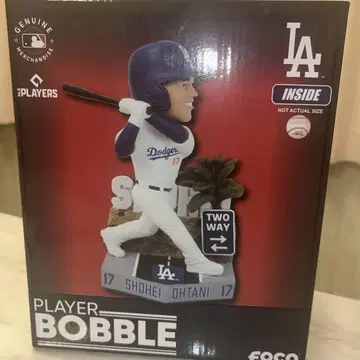 GENUINE
MERCHANDISE
LA
INSIDE
NOT ACTUAL SIZE
PLAYERS
Dodgers
17
S
TWO
WAY
LA
17 SHOHEI OHTANI 17
PLAYER
BOBBLE
FOCO